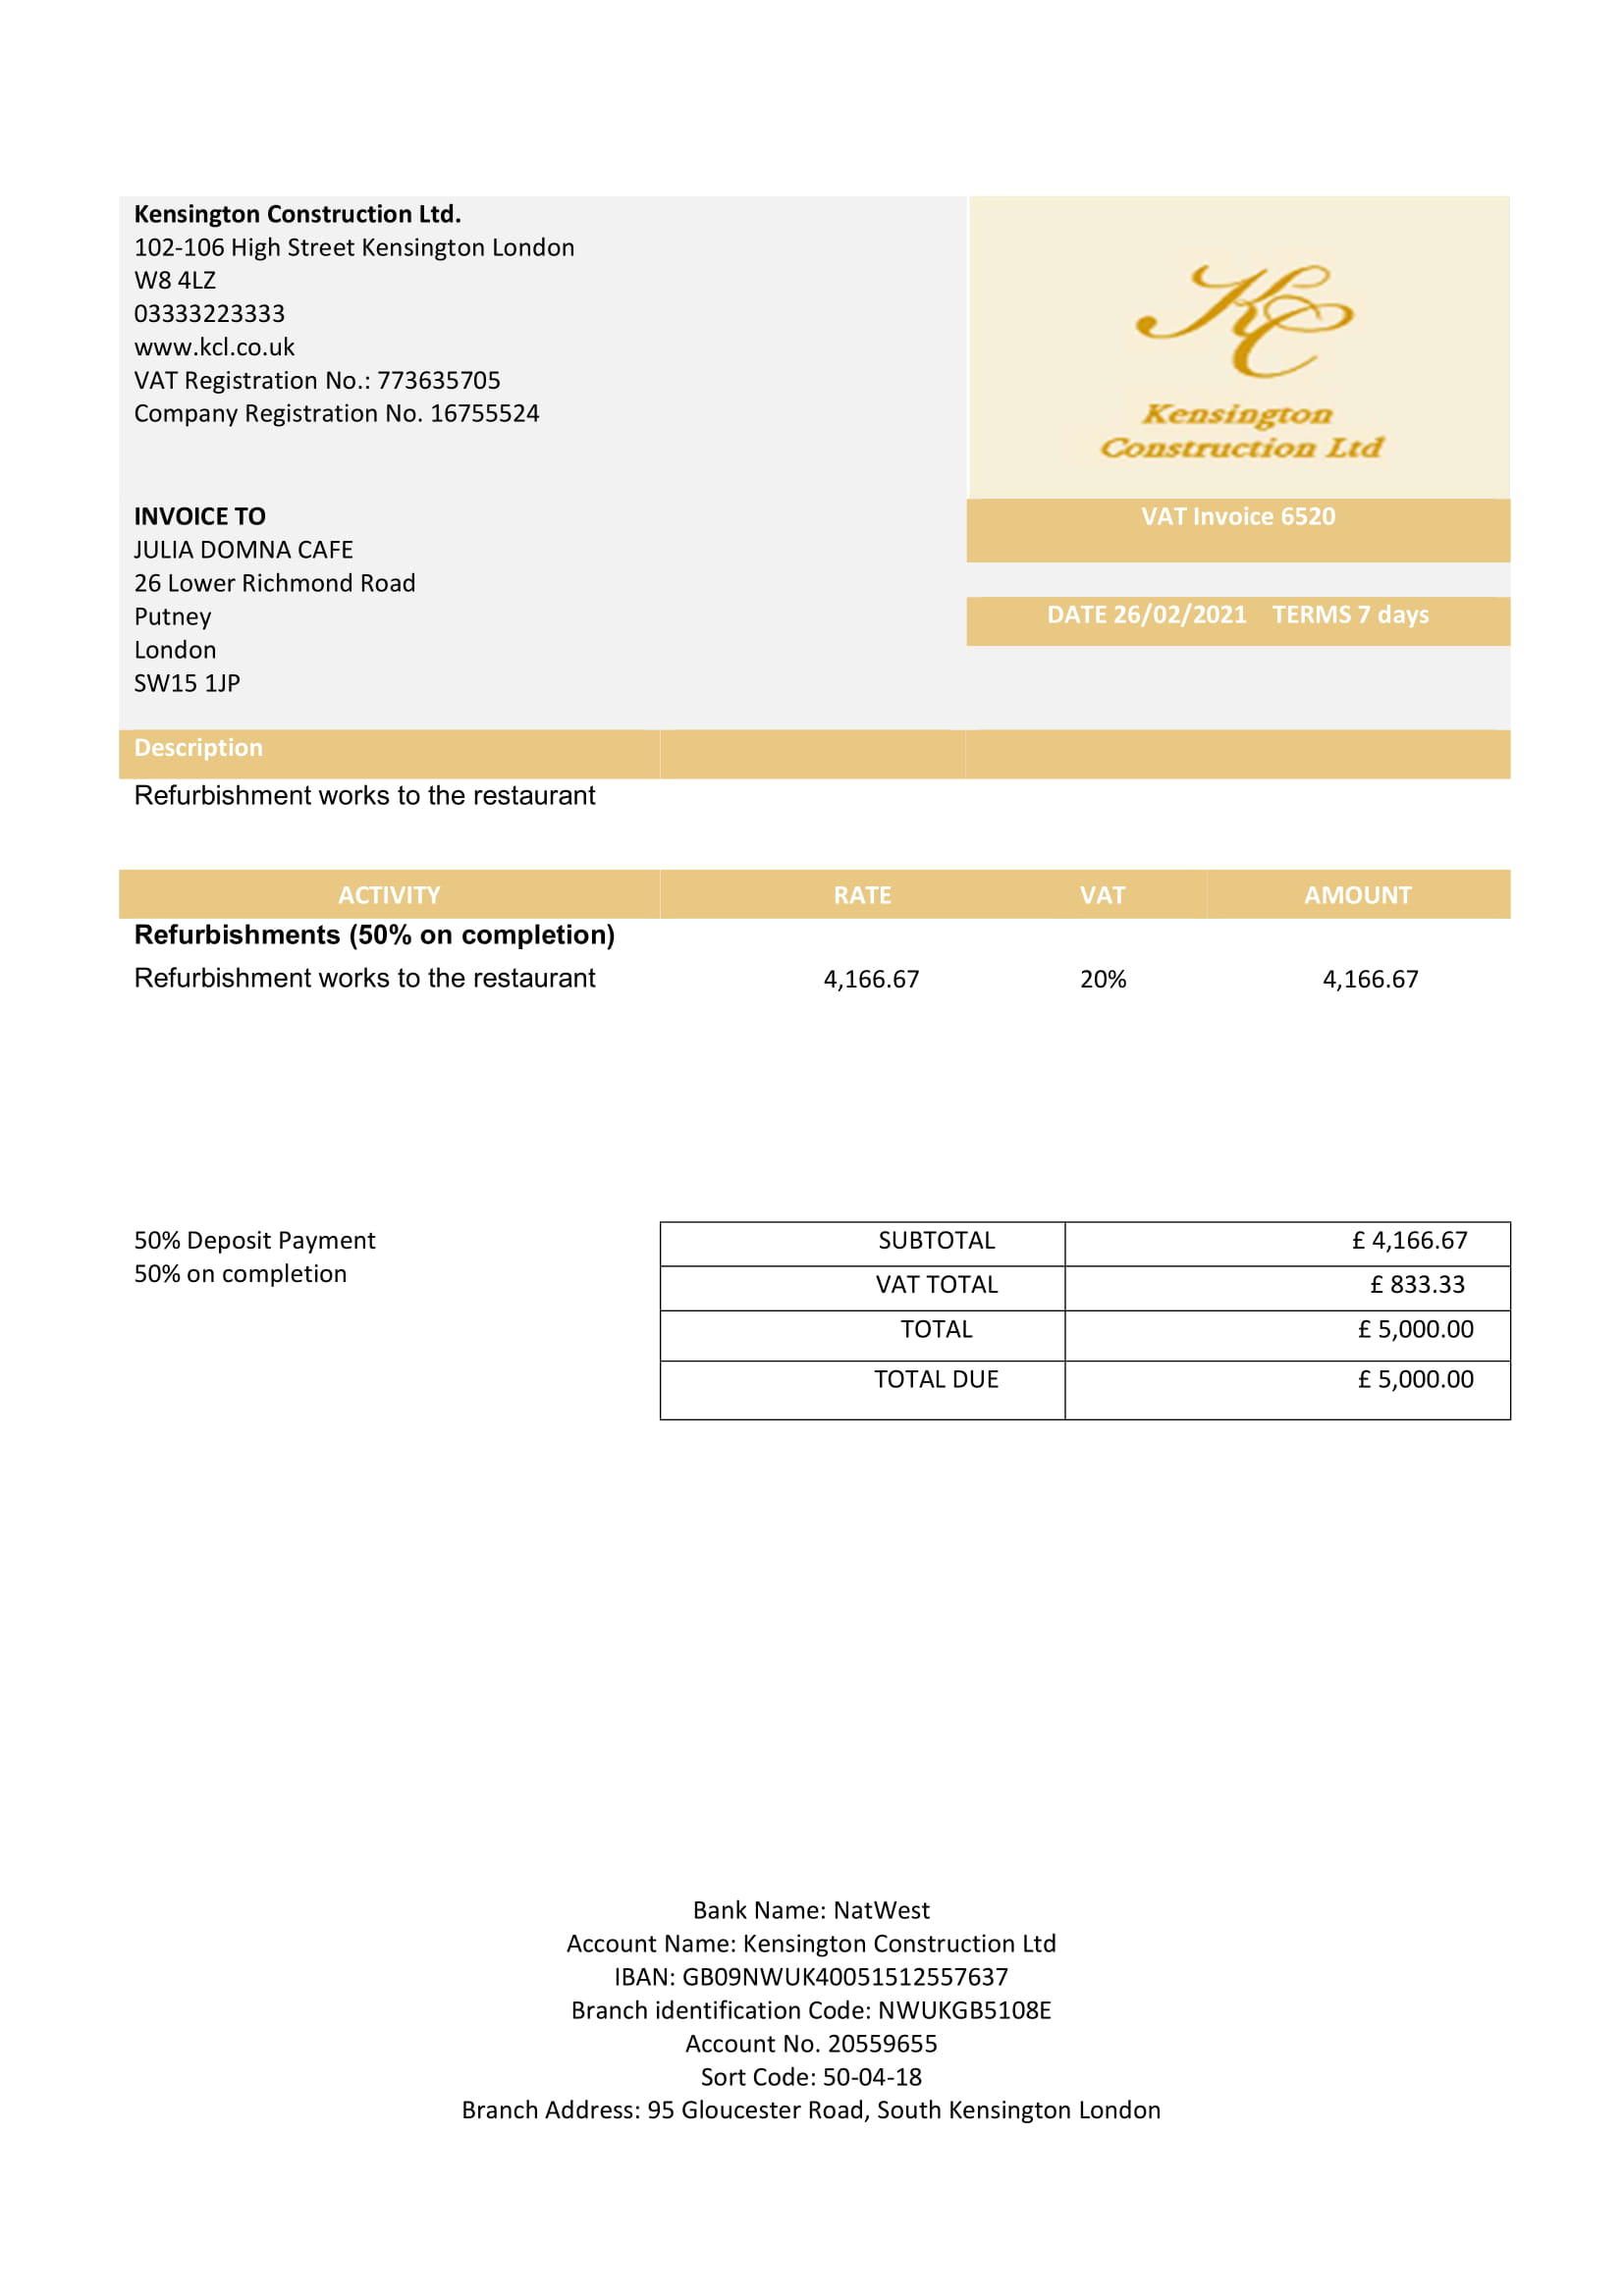 Kensington Construction Ltd.
102-106 High Street Kensington London
W8 4LZ
03333223333
www.kcl.co.uk
VAT Registration No.: 773635705
Company Registration No. 16755524
KC
Kensington
Construction Ltd
INVOICE TO
JULIA DOMNA CAFE
26 Lower Richmond Road
Putney
London
SW15 1JP
VAT Invoice 6520
DATE 26/02/2021 TERMS 7 days
Description
Refurbishment works to the restaurant
ACTIVITY RATE VAT AMOUNT
Refurbishments (50% on completion)
Refurbishment works to the restaurant 4,166.67 20% 4,166.67
50% Deposit Payment
50% on completion
SUBTOTAL £ 4,166.67
VAT TOTAL £ 833.33
TOTAL £ 5,000.00
TOTAL DUE £ 5,000.00
Bank Name: NatWest
Account Name: Kensington Construction Ltd
IBAN: GB09NWUK40051512557637
Branch identification Code: NWUKGB5108E
Account No. 20559655
Sort Code: 50-04-18
Branch Address: 95 Gloucester Road, South Kensington London